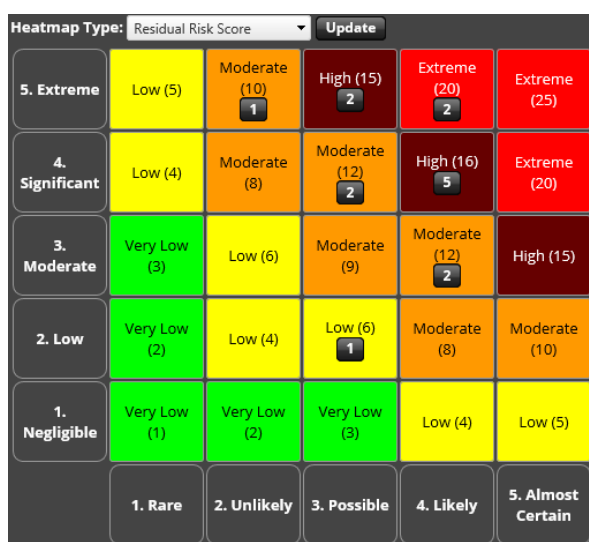 Heatmap Type: Residual Risk Score Update
5. Extreme
Low (5)
Moderate
(10)
1
High (15)
2
Extreme
(20)
2
Extreme
(25)
4.
Significant
Low (4)
Moderate
(8)
Moderate
(12)
2
High (16)
5
Extreme
(20)
3.
Moderate
Very Low
(3)
Low (6)
Moderate
(9)
Moderate
(12)
2
High (15)
2. Low
Very Low
(2)
Low (4)
Low (6)
1
Moderate
(8)
Moderate
(10)
1.
Negligible
Very Low
(1)
Very Low
(2)
Very Low
(3)
Low (4)
Low (5)
1. Rare
2. Unlikely
3. Possible
4. Likely
5. Almost
Certain